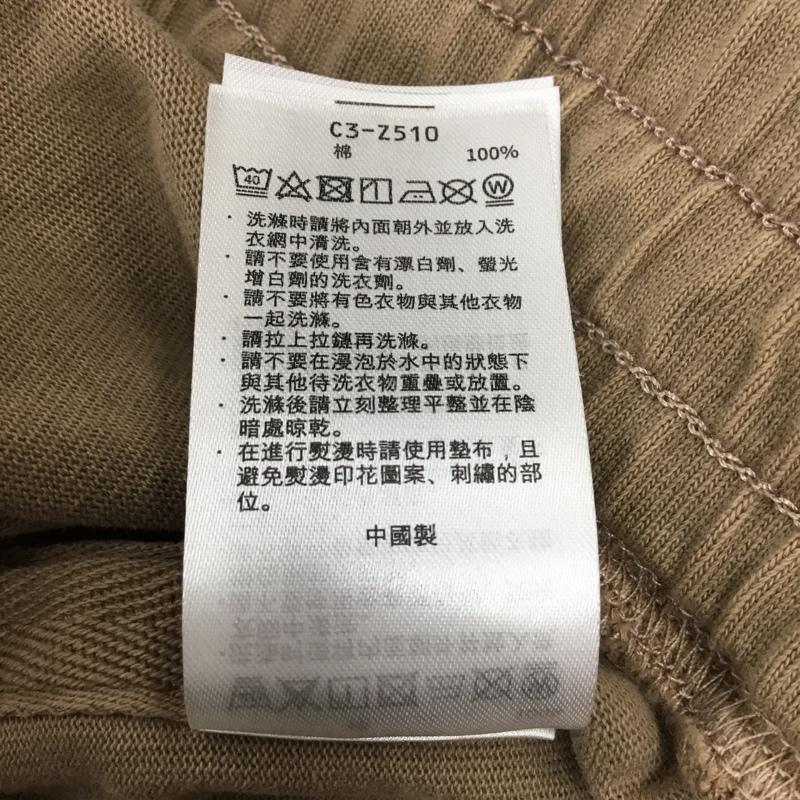 C3-Z510
棉 100%
40
W
· 洗滌時請將內面朝外並放入洗
衣網中清洗。
· 請不要使用含有漂白劑、螢光
增白劑的洗衣劑。
· 請不要將有色衣物與其他衣物
一起洗滌。
· 請拉上拉鏈再洗滌。
· 請不要在浸泡於水中的狀態下
與其他待洗衣物重疊或放置。
· 洗滌後請立刻整理平整並在陰
暗處晾乾。
· 在進行熨燙時請使用墊布，且
避免熨燙印花圖案、刺繡的部
位。
中國製